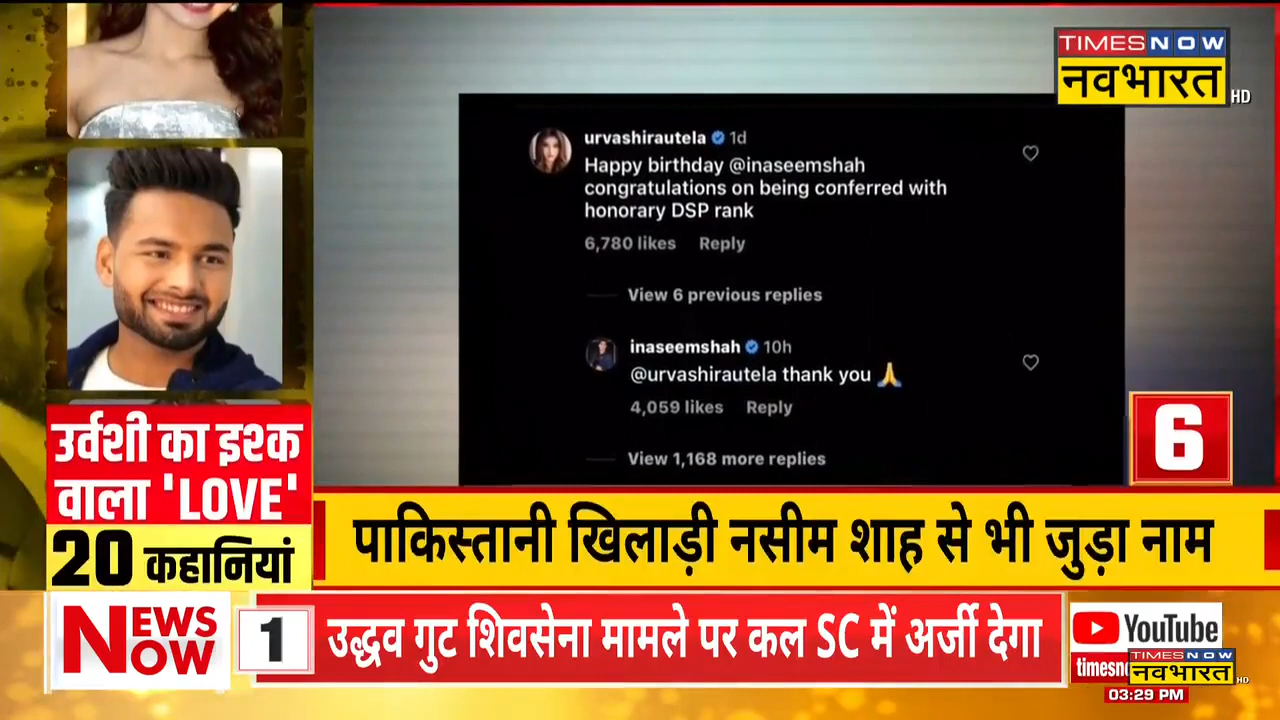 TIMES NOW
नवभारत
HD
urvashirautela 1d
Happy birthday @inaseemshah
congratulations on being conferred with
honorary DSP rank
6,780 likes Reply
View 6 previous replies
inaseemshah 10h
@urvashirautela thank you 🙏
4,059 likes Reply
View 1,168 more replies
6
उर्वशी का इश्क
वाला 'LOVE'
20 कहानियां
पाकिस्तानी खिलाड़ी नसीम शाह से भी जुड़ा नाम
NEWS
NOW
1
उद्धव गुट शिवसेना मामले पर कल SC में अर्जी देगा
YouTube
timesno
TIMES NOW
नवभारत
HD
03:29 PM